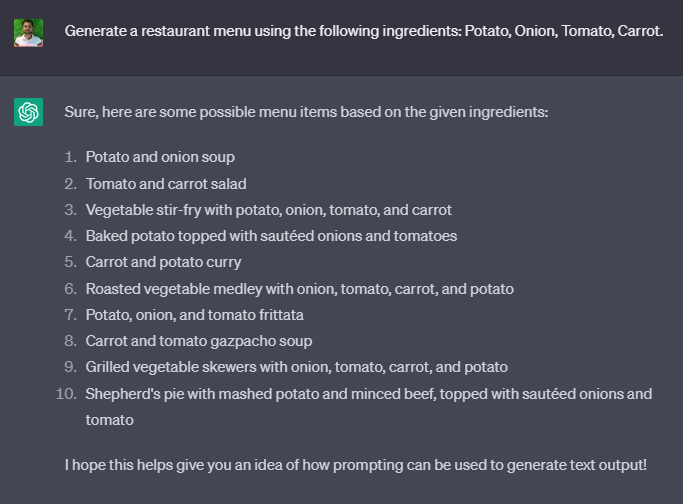 Generate a restaurant menu using the following ingredients: Potato, Onion, Tomato, Carrot.
Sure, here are some possible menu items based on the given ingredients:
1. Potato and onion soup
2. Tomato and carrot salad
3. Vegetable stir-fry with potato, onion, tomato, and carrot
4. Baked potato topped with sautéed onions and tomatoes
5. Carrot and potato curry
6. Roasted vegetable medley with onion, tomato, carrot, and potato
7. Potato, onion, and tomato frittata
8. Carrot and tomato gazpacho soup
9. Grilled vegetable skewers with onion, tomato, carrot, and potato
10. Shepherd's pie with mashed potato and minced beef, topped with sautéed onions and
tomato
I hope this helps give you an idea of how prompting can be used to generate text output!